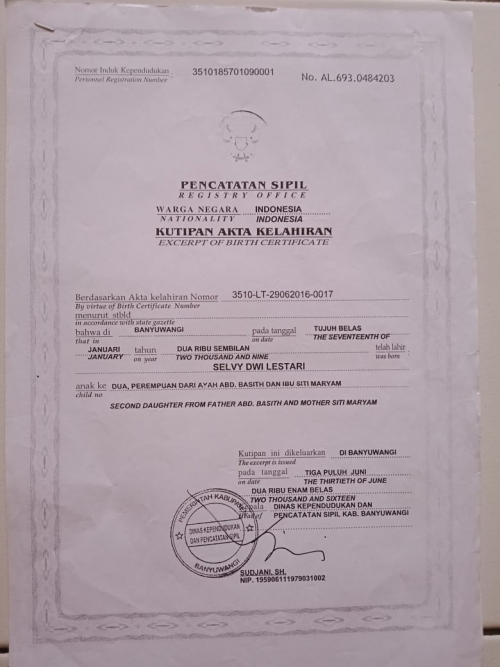 Nomor Induk Kependudukan : 3510185701090001
Personnel Registration Number
No. AL.693.0484203
PENCATATAN SIPIL
REGISTRY OFFICE
WARGA NEGARA : INDONESIA
NATIONALITY INDONESIA
KUTIPAN AKTA KELAHIRAN
EXCERPT OF BIRTH CERTIFICATE
Berdasarkan Akta kelahiran Nomor 3510-LT-29062016-0017
By virtue of Birth Certificate Number
menurut stbld
in accordance with state gazette
bahwa di BANYUWANGI pada tanggal TUJUH BELAS
that in on date THE SEVENTEENTH OF
JANUARI tahun DUA RIBU SEMBILAN telah lahir
JANUARY on year TWO THOUSAND AND NINE was born
SELVY DWI LESTARI
anak ke DUA, PEREMPUAN DARI AYAH ABD. BASITH DAN IBU SITI MARYAM
child no
SECOND DAUGHTER FROM FATHER ABD. BASITH AND MOTHER SITI MARYAM
Kutipan ini dikeluarkan DI BANYUWANGI
The excerpt is issued
pada tanggal TIGA PULUH JUNI
on date THE THIRTIETH OF JUNE
DUA RIBU ENAM BELAS
TWO THOUSAND AND SIXTEEN
Kepala DINAS KEPENDUDUKAN DAN
PENCATATAN SIPIL KAB. BANYUWANGI
PEMERINTAH KABUPATEN
DINAS KEPENDUDUKAN
DAN PENCATATAN SIPIL
BANYUWANGI
SUDJANI, SH.
NIP. 195906111979031002